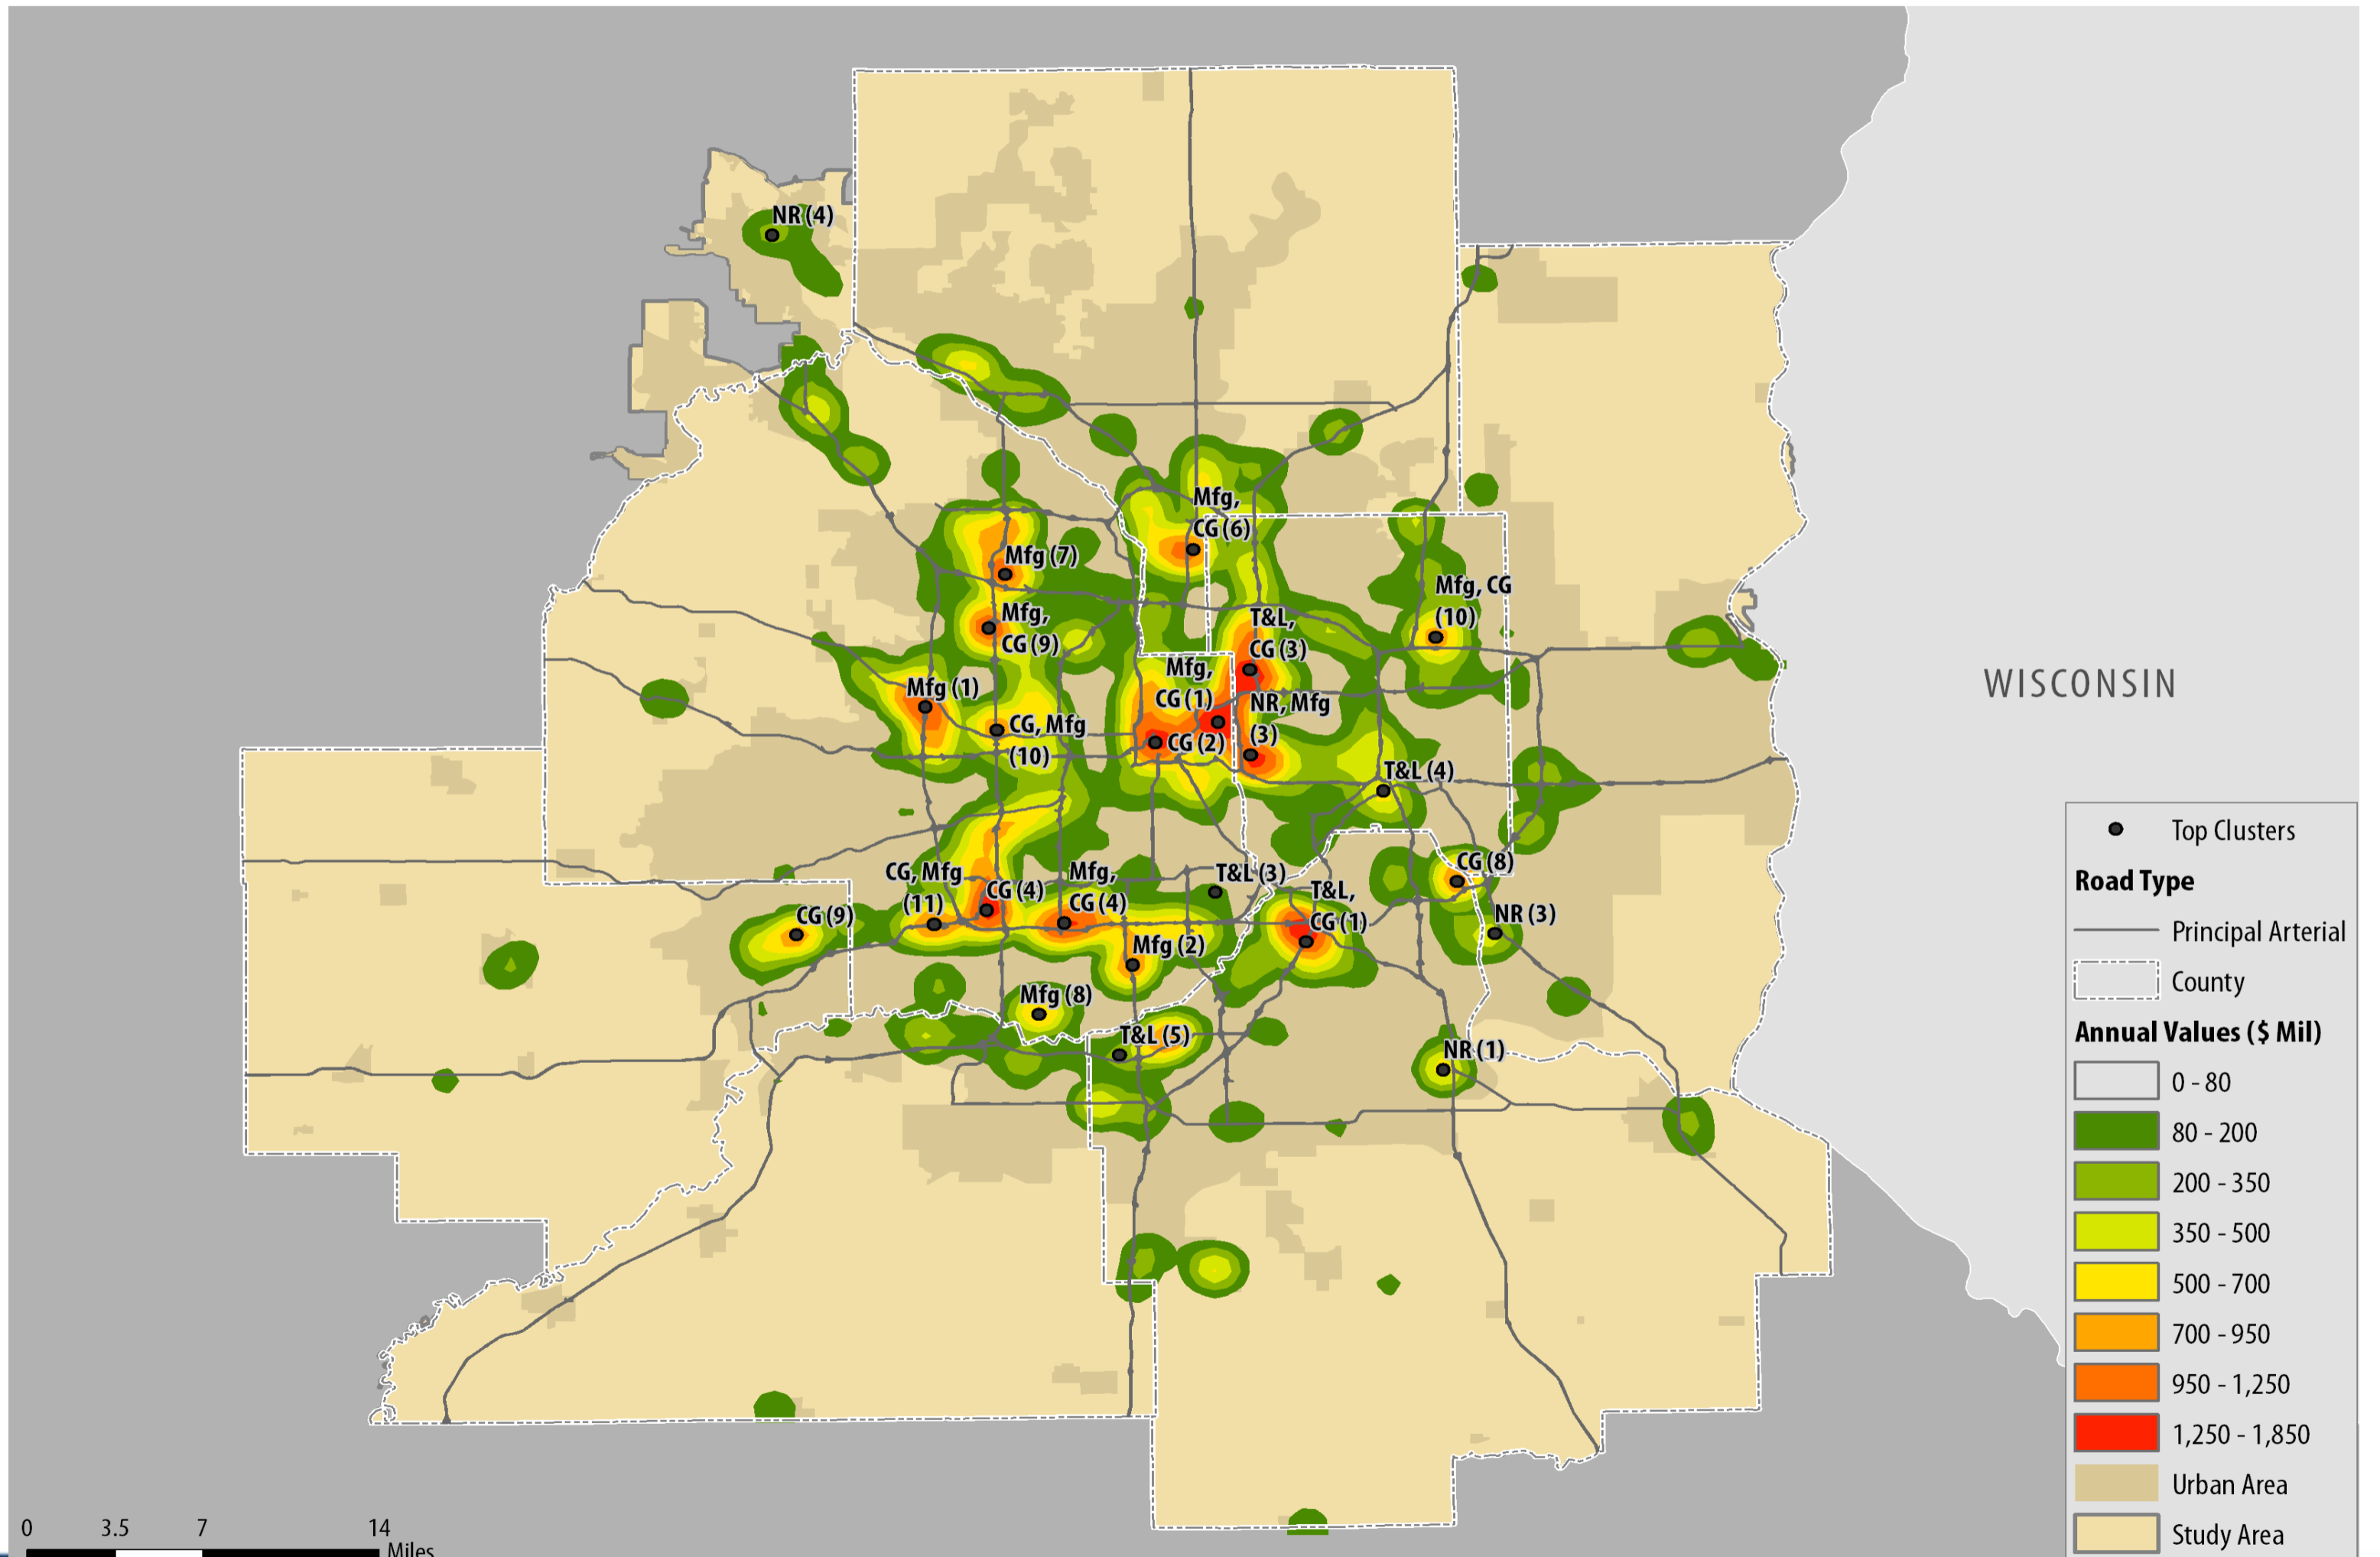 NR (4)
Mfg,
CG (6)
Mfg (7)
Mfg, CG
(10)
Mfg,
CG (9)
T&L,
CG (3)
Mfg (1)
Mfg,
CG (1)
NR, Mfg
(3)
CG, Mfg
(10)
CG (2)
T&L (4)
WISCONSIN
CG (8)
CG, Mfg
(11)
CG (4)
Mfg,
CG (4)
T&L (3)
T&L,
CG (1)
CG (9)
NR (3)
Mfg (2)
Mfg (8)
T&L (5)
NR (1)
Top Clusters
Road Type
Principal Arterial
County
Annual Values ($ Mil)
0 - 80
80 - 200
200 - 350
350 - 500
500 - 700
700 - 950
950 - 1,250
1,250 - 1,850
Urban Area
Study Area
0 3.5 7 14
Miles